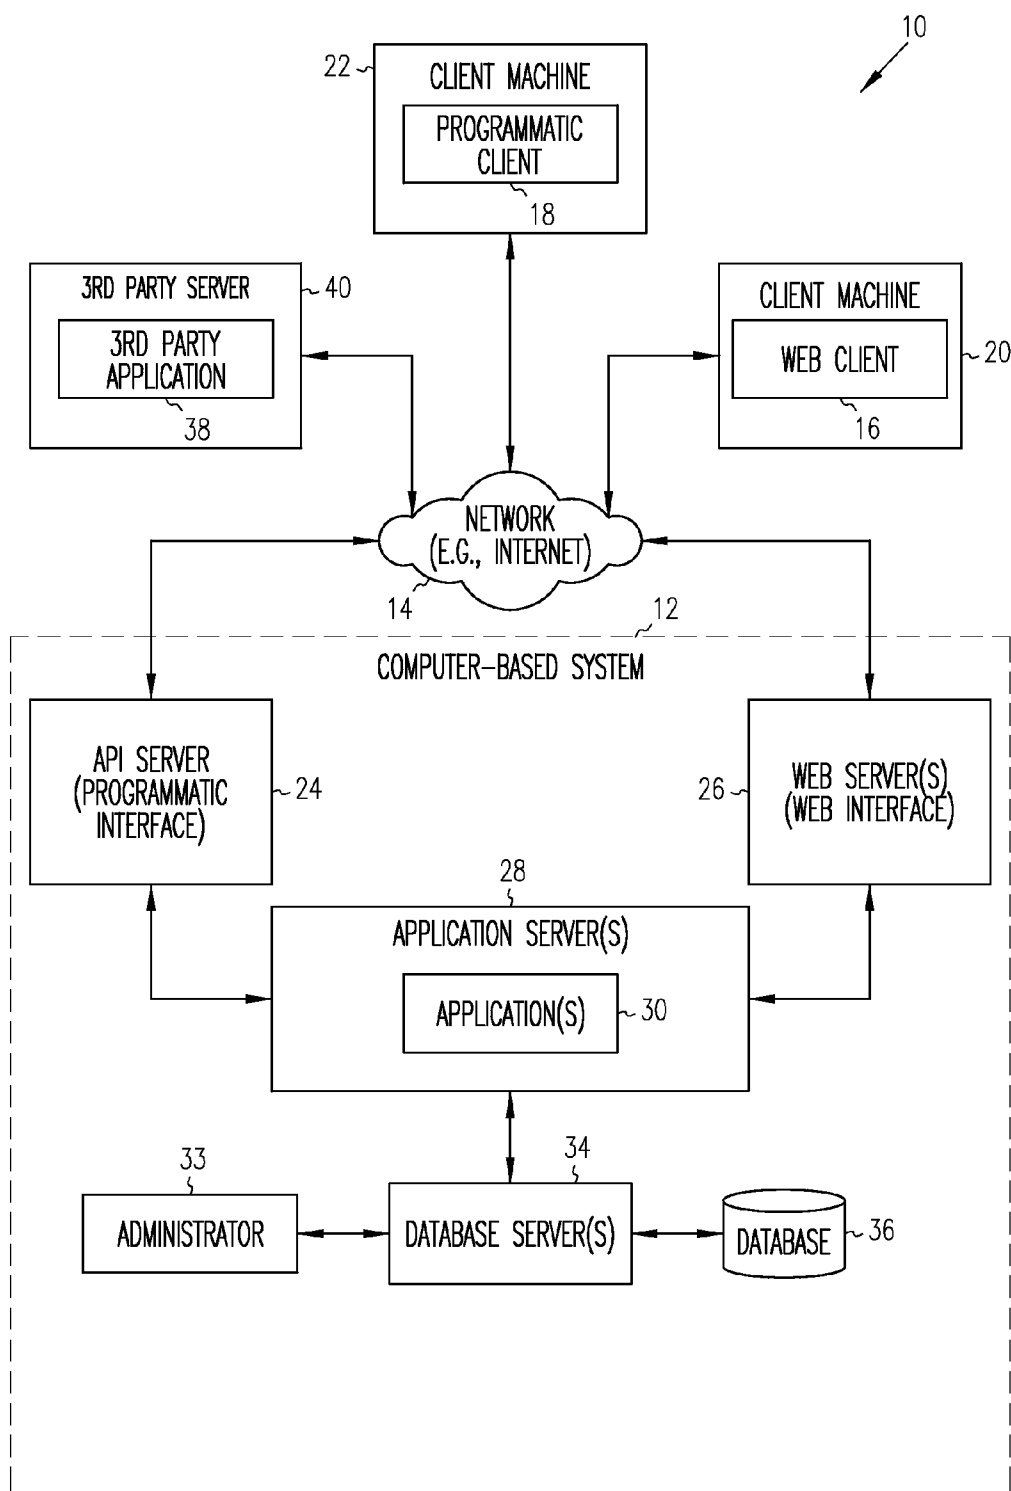 10
22
CLIENT MACHINE
PROGRAMMATIC
CLIENT
18
3RD PARTY SERVER
40
3RD PARTY
APPLICATION
38
CLIENT MACHINE
WEB CLIENT
20
16
NETWORK
(E.G., INTERNET)
14
12
COMPUTER-BASED SYSTEM
API SERVER
(PROGRAMMATIC
INTERFACE)
24
26
WEB SERVER(S)
(WEB INTERFACE)
28
APPLICATION SERVER(S)
APPLICATION(S)
30
33
ADMINISTRATOR
34
DATABASE SERVER(S)
DATABASE
36